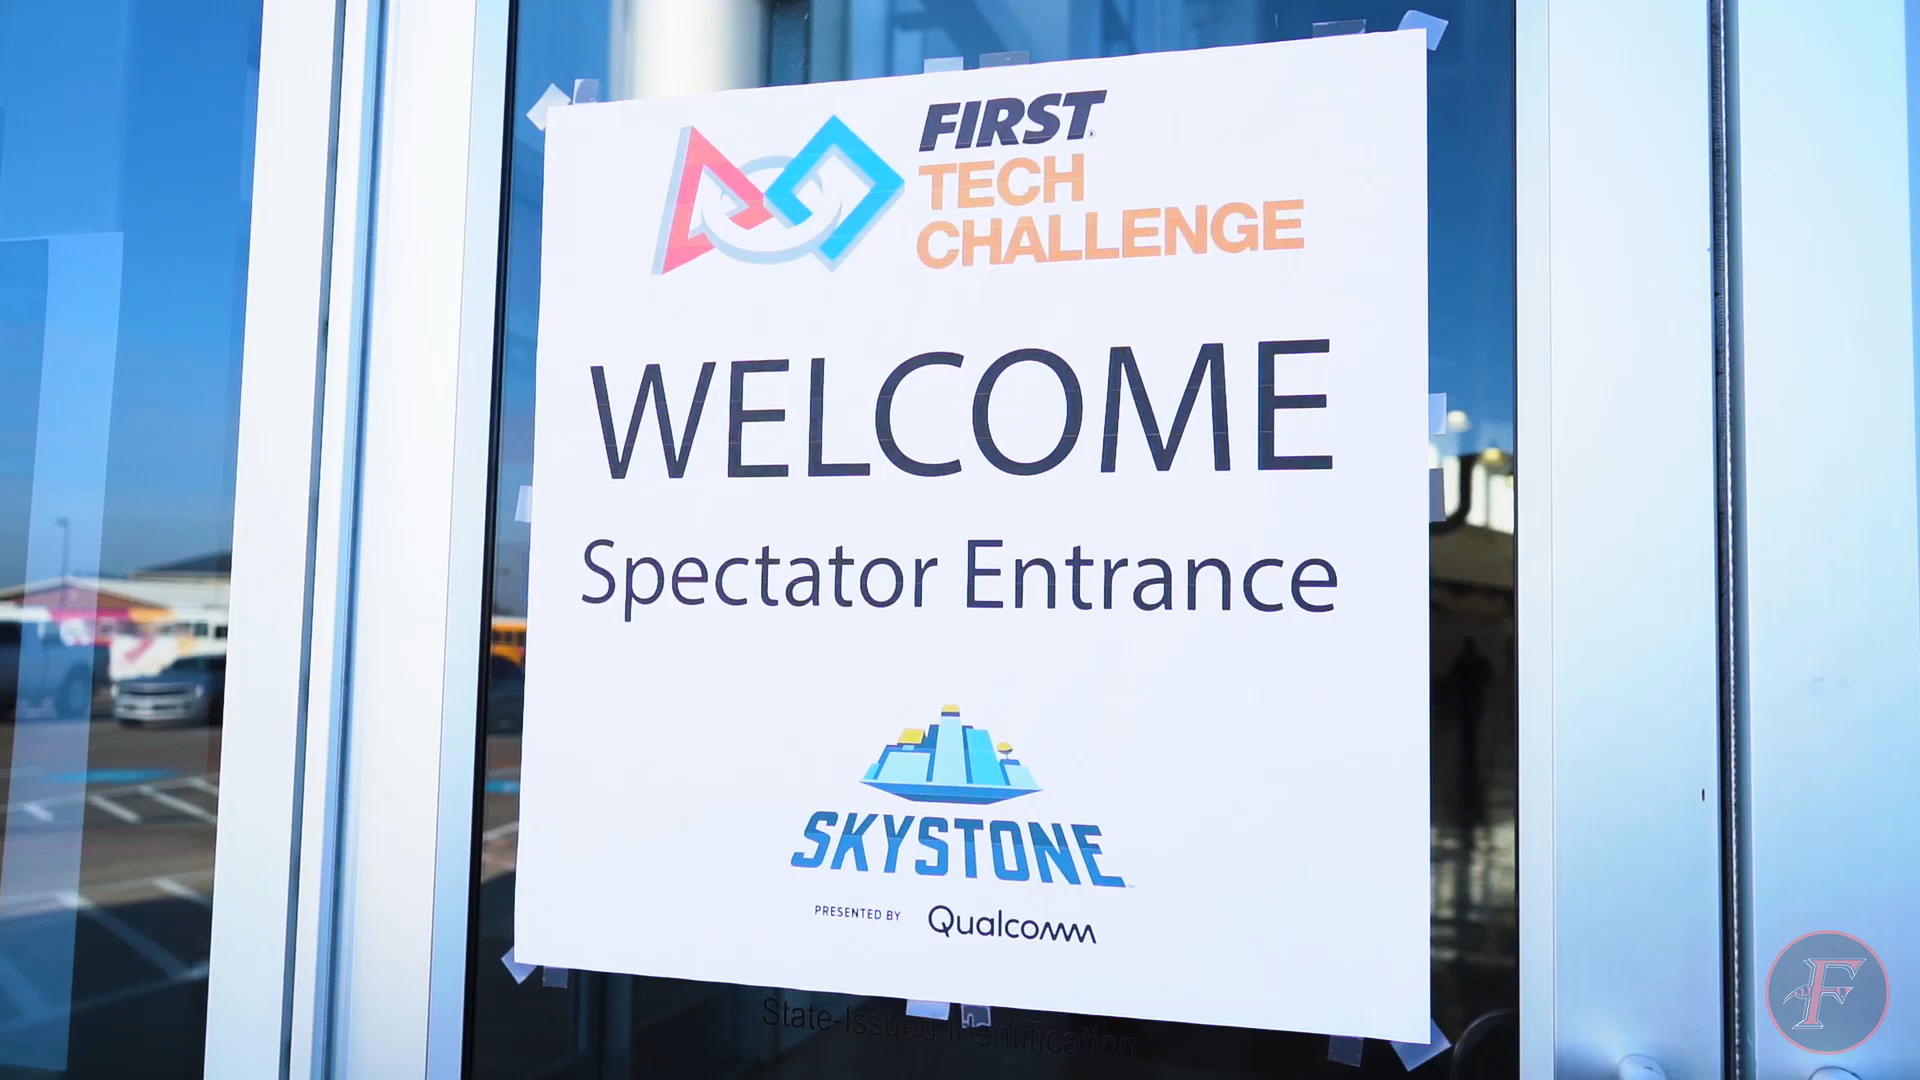 FIRST
TECH
CHALLENGE
WELCOME
Spectator Entrance
SKYSTONE
PRESENTED BY Qualcomm
State-Issued Identification
F